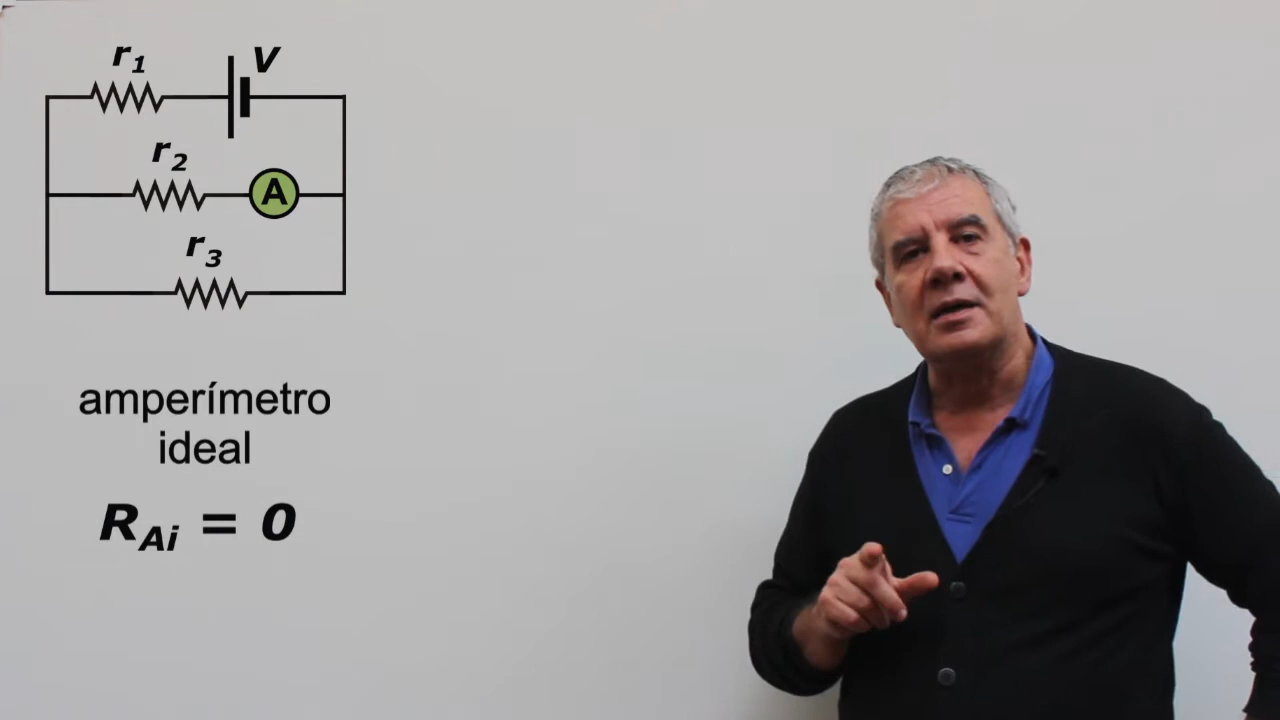 r1 V
r2
A
r3
amperímetro
ideal
RAi = 0